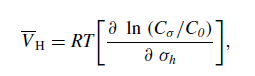 V̅_H = RT[ ∂ ln (C_σ/C_0) / ∂ σ_h ],